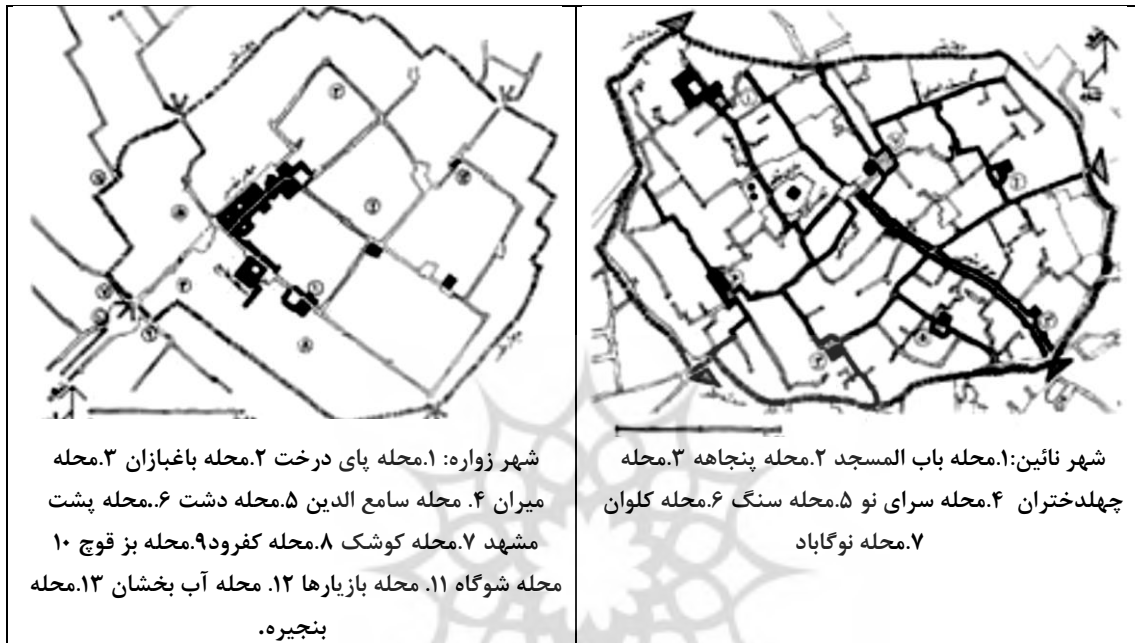 شهر نائین:۱.محله باب المسجد ۲.محله پنجاهه ۳.محله
چهلدختران ۴.محله سرای نو ۵.محله سنگ ۶.محله کلوان
۷.محله نوگاباد
شهر زواره: ۱.محله پای درخت ۲.محله باغبازان ۳.محله
میران ۴. محله سامع الدین ۵.محله دشت ۶..محله پشت
مشهد ۷.محله کوشک ۸.محله کفرود۹.محله بز قوچ ۱۰
محله شوگاه ۱۱. محله بازیارها ۱۲. محله آب بخشان ۱۳.محله
بنجیره.